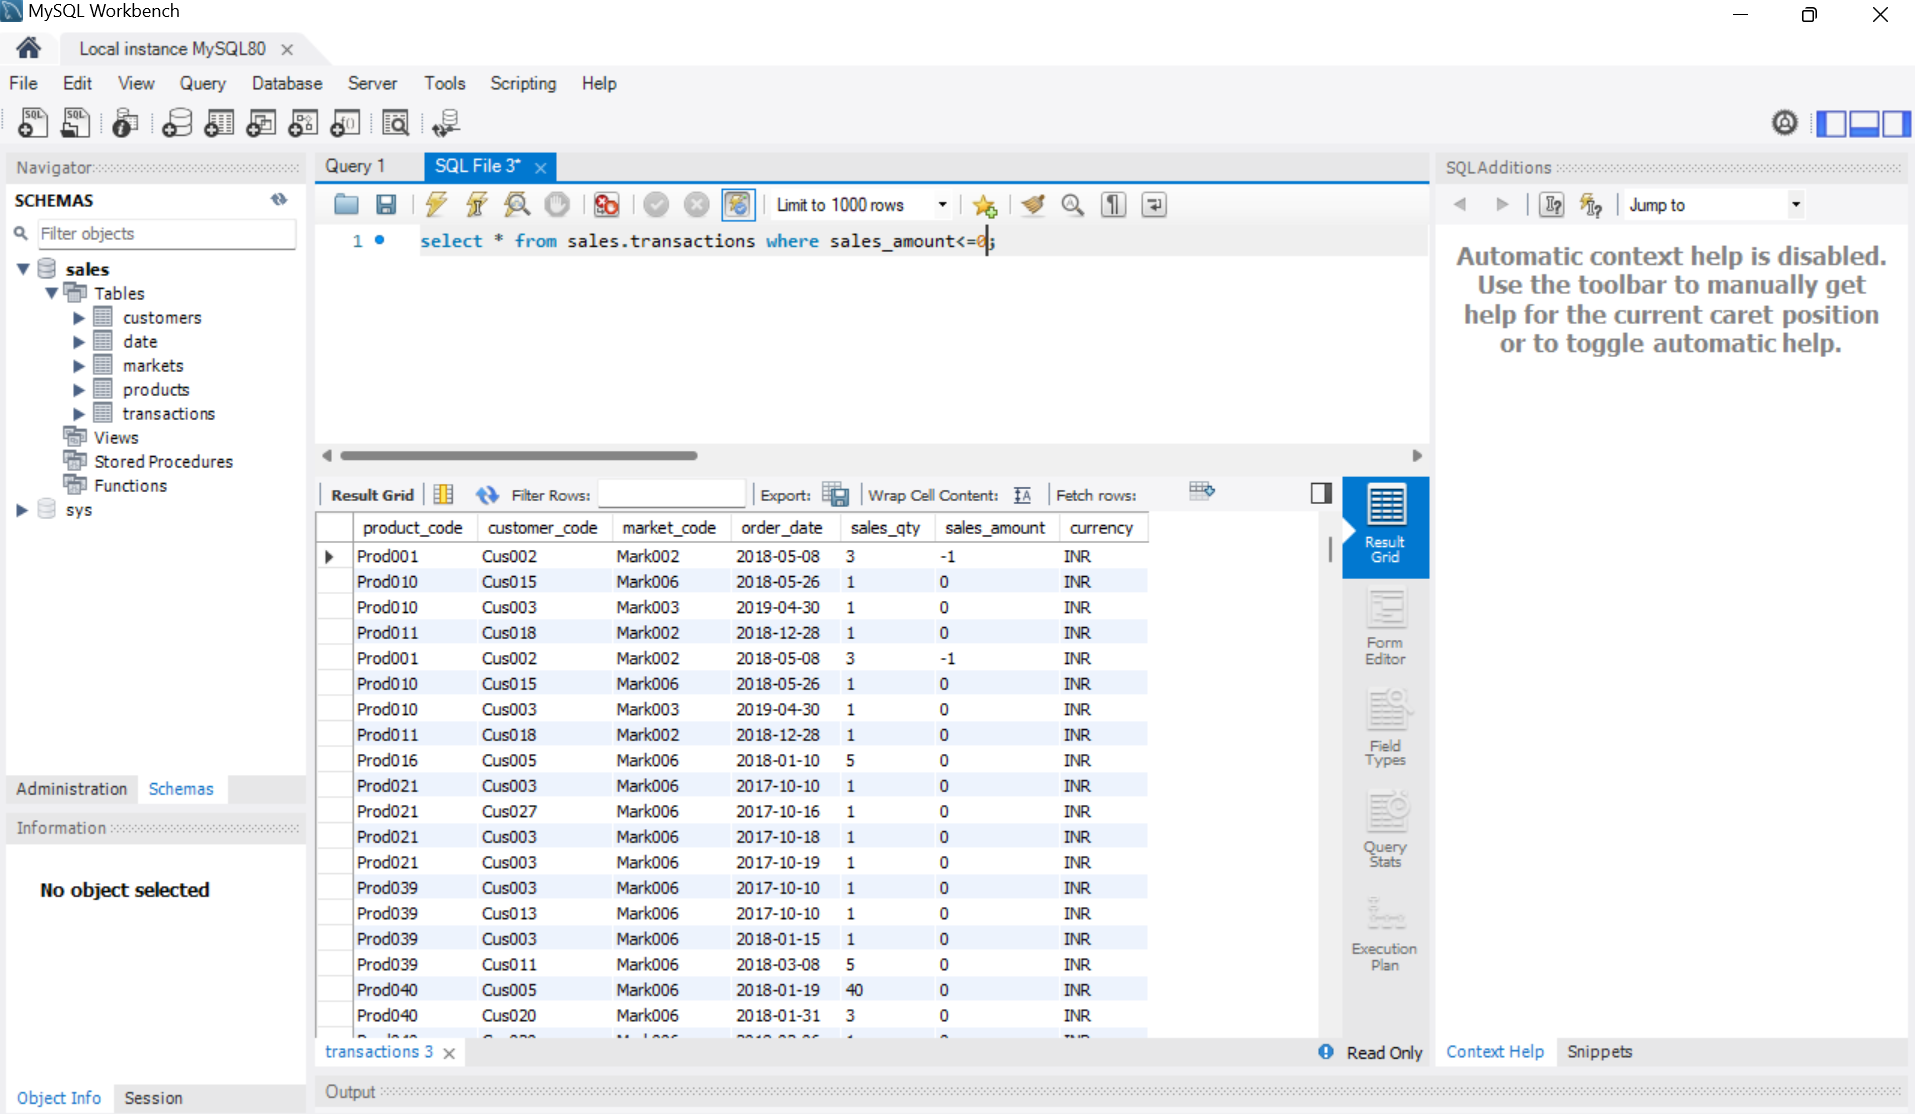 MySQL Workbench
Local instance MySQL80
File Edit View Query Database Server Tools Scripting Help
Navigator
SCHEMAS
Filter objects
sales
Tables
customers
date
markets
products
transactions
Views
Stored Procedures
Functions
sys
Administration Schemas
Information
No object selected
Object Info Session
Query 1 SQL File 3*
Limit to 1000 rows
1 select * from sales.transactions where sales_amount<=0;
Result Grid Filter Rows: Export: Wrap Cell Content: Fetch rows:
product_code customer_code market_code order_date sales_qty sales_amount currency
Prod001 Cus002 Mark002 2018-05-08 3 -1 INR
Prod010 Cus015 Mark006 2018-05-26 1 0 INR
Prod010 Cus003 Mark003 2019-04-30 1 0 INR
Prod011 Cus018 Mark002 2018-12-28 1 0 INR
Prod001 Cus002 Mark002 2018-05-08 3 -1 INR
Prod010 Cus015 Mark006 2018-05-26 1 0 INR
Prod010 Cus003 Mark003 2019-04-30 1 0 INR
Prod011 Cus018 Mark002 2018-12-28 1 0 INR
Prod016 Cus005 Mark006 2018-01-10 5 0 INR
Prod021 Cus003 Mark006 2017-10-10 1 0 INR
Prod021 Cus027 Mark006 2017-10-16 1 0 INR
Prod021 Cus003 Mark006 2017-10-18 1 0 INR
Prod021 Cus003 Mark006 2017-10-19 1 0 INR
Prod039 Cus003 Mark006 2017-10-10 1 0 INR
Prod039 Cus013 Mark006 2017-10-10 1 0 INR
Prod039 Cus003 Mark006 2018-01-15 1 0 INR
Prod039 Cus011 Mark006 2018-03-08 5 0 INR
Prod040 Cus005 Mark006 2018-01-19 40 0 INR
Prod040 Cus020 Mark006 2018-01-31 3 0 INR
Result
Grid
Form
Editor
Field
Types
Query
Stats
Execution
Plan
transactions 3
Read Only
Output
SQLAdditions
Jump to
Automatic context help is disabled.
Use the toolbar to manually get
help for the current caret position
or to toggle automatic help.
Context Help Snippets